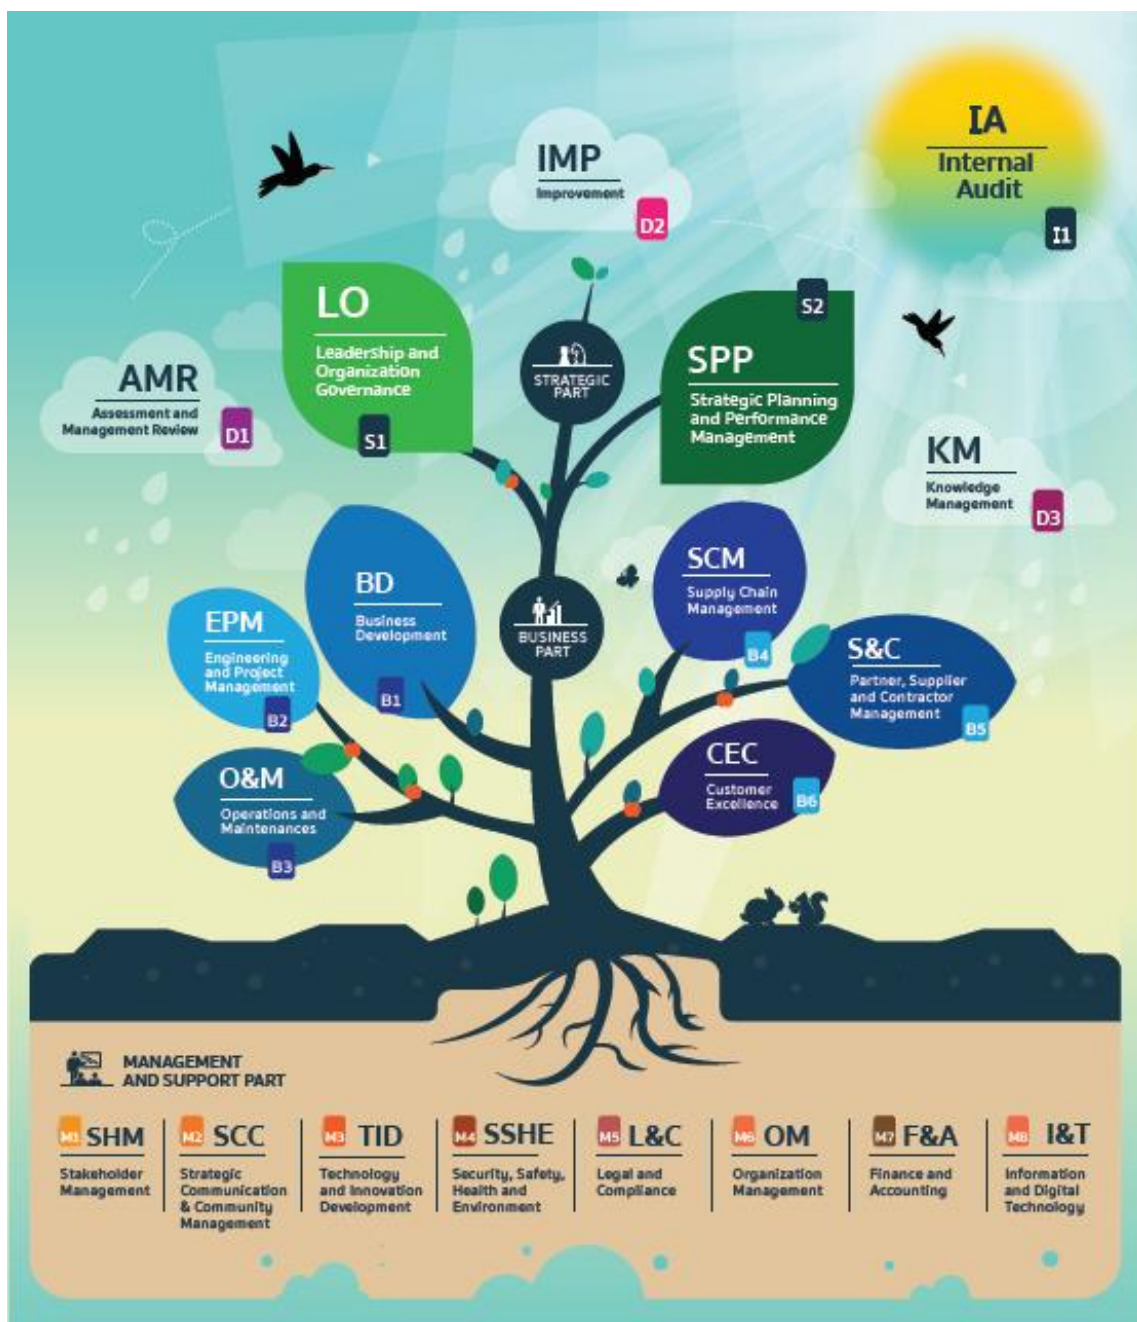 IA
Internal
Audit
I1
IMP
Improvement
D2
LO
Leadership and
Organization
Governance
S1
STRATEGIC
PART
S2
SPP
Strategic Planning
and Performance
Management
AMR
Assessment and
Management Review
D1
KM
Knowledge
Management
D3
BD
Business
Development
B1
BUSINESS
PART
SCM
Supply Chain
Management
B4
EPM
Engineering
and Project
Management
B2
S&C
Partner, Supplier
and Contractor
Management
B5
O&M
Operations and
Maintenances
B3
CEC
Customer
Excellence
B6
MANAGEMENT
AND SUPPORT PART
M1 SHM
Stakeholder
Management
M2 SCC
Strategic
Communication
& Community
Management
M3 TID
Technology
and Innovation
Development
M4 SSHE
Security, Safety,
Health and
Environment
M5 L&C
Legal and
Compliance
M6 OM
Organization
Management
M7 F&A
Finance and
Accounting
M8 I&T
Information
and Digital
Technology